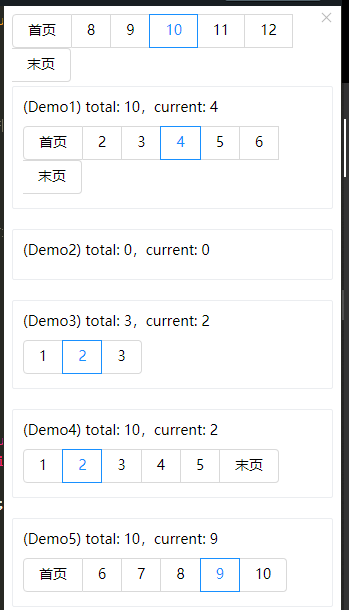 首页 8 9 10 11 12
末页
(Demo1) total: 10，current: 4
首页 2 3 4 5 6
末页
(Demo2) total: 0，current: 0
(Demo3) total: 3，current: 2
1 2 3
(Demo4) total: 10，current: 2
1 2 3 4 5 末页
(Demo5) total: 10，current: 9
首页 6 7 8 9 10